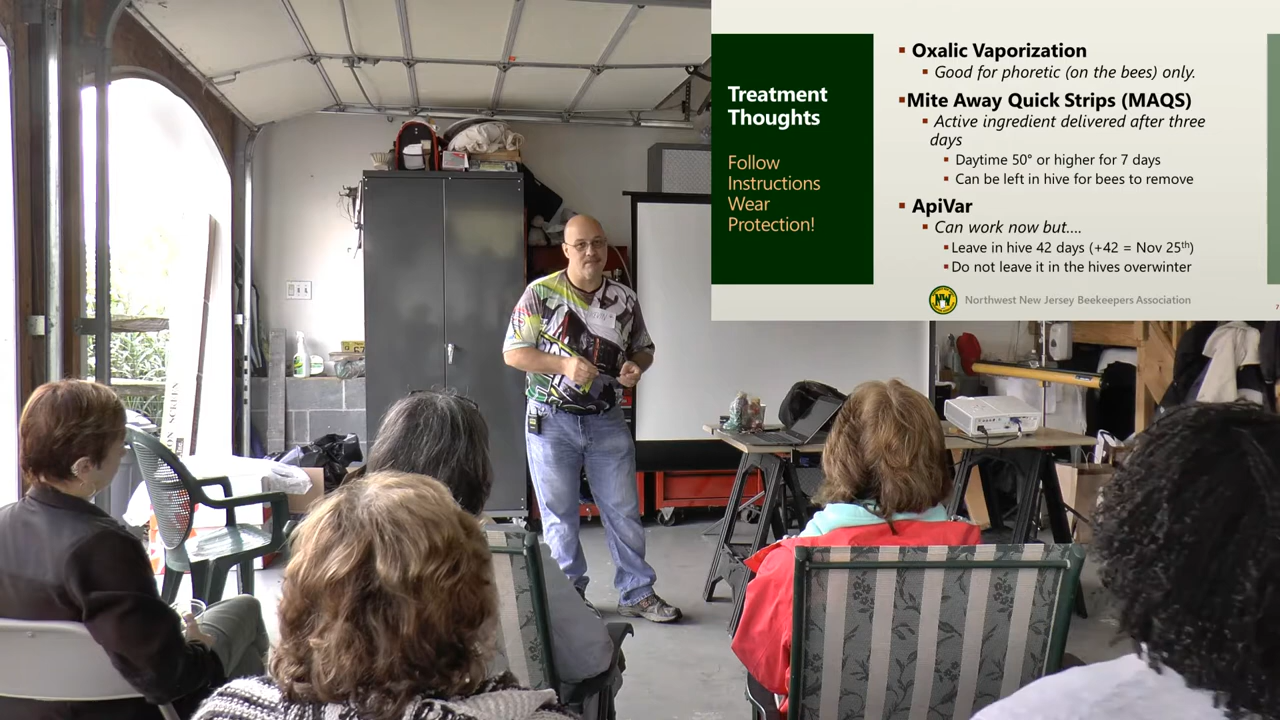 Treatment
Thoughts
Follow
Instructions
Wear
Protection!
▪ Oxalic Vaporization
▪ Good for phoretic (on the bees) only.
▪Mite Away Quick Strips (MAQS)
▪ Active ingredient delivered after three
days
▪ Daytime 50° or higher for 7 days
▪ Can be left in hive for bees to remove
▪ ApiVar
▪ Can work now but....
▪Leave in hive 42 days (+42 = Nov 25th)
▪Do not leave it in the hives overwinter
Northwest New Jersey Beekeepers Association
7